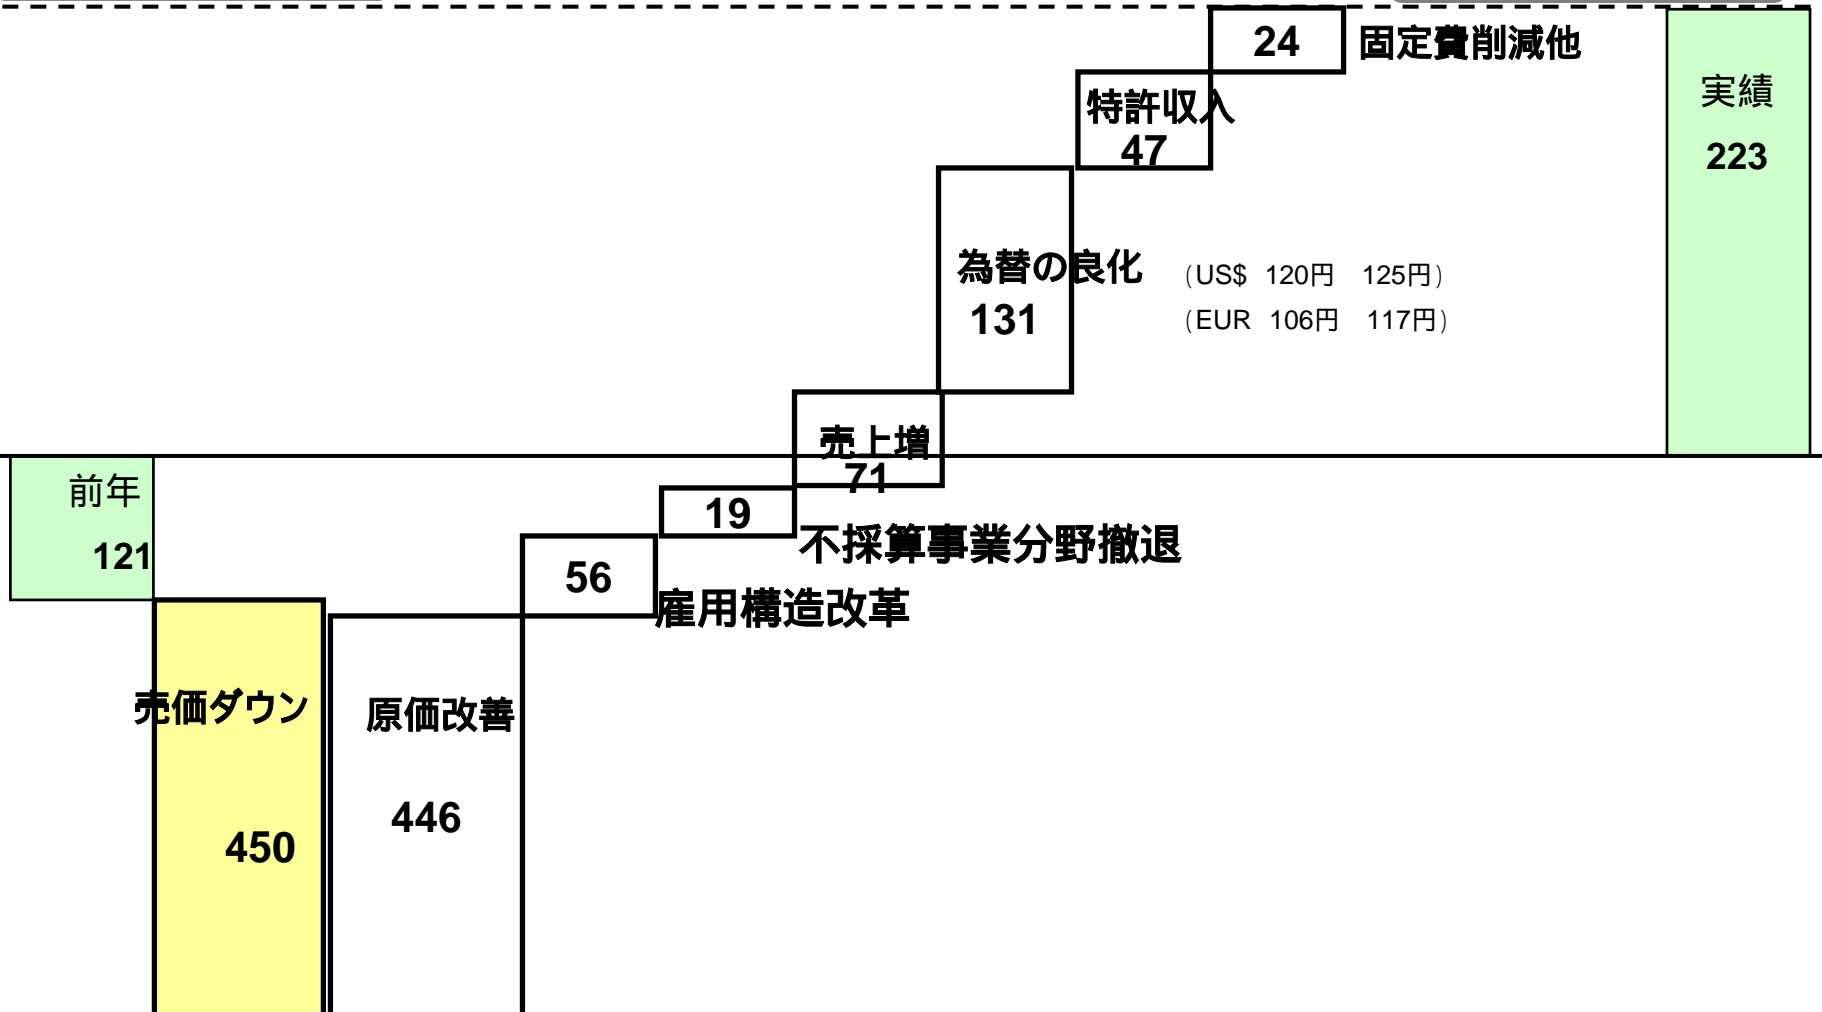 24 固定費削減他
特許収入
47
実績
223
為替の良化 (US$ 120円 125円)
131 (EUR 106円 117円)
売上増
71
前年
121
19
不採算事業分野撤退
56
雇用構造改革
売価ダウン
450
原価改善
446